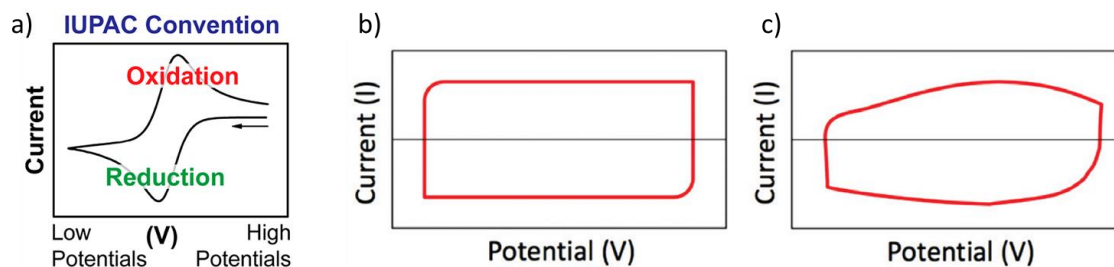 a)
IUPAC Convention
Oxidation
Current
Reduction
Low
Potentials
(V)
High
Potentials
b)
Current (I)
Potential (V)
c)
Current (I)
Potential (V)